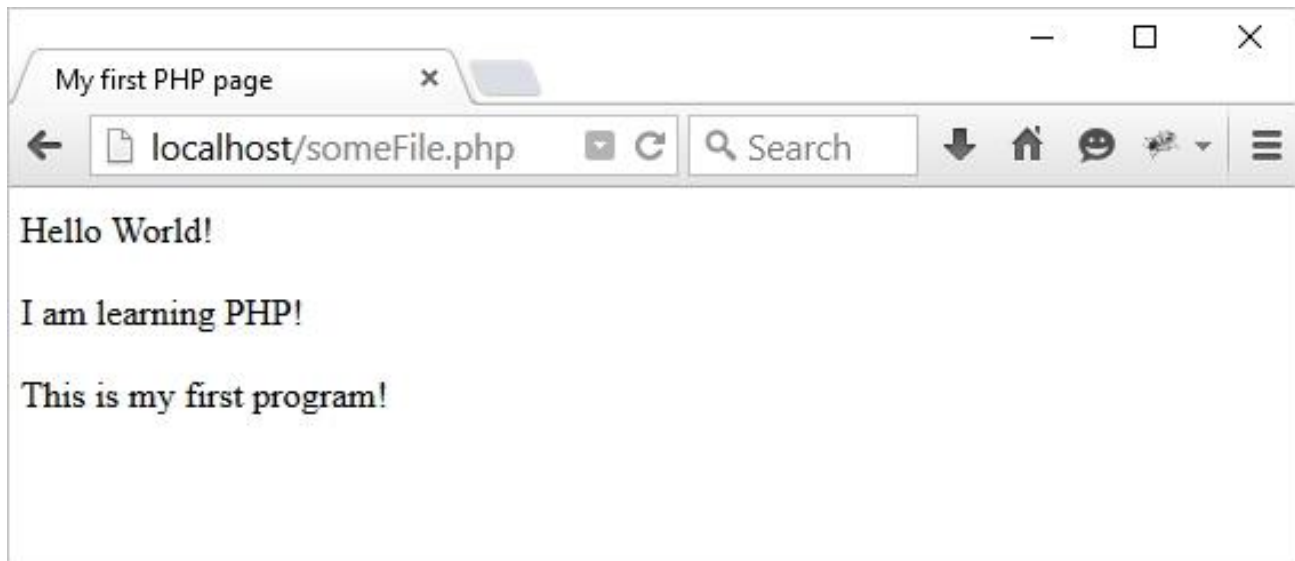 My first PHP page
localhost/someFile.php
Search
Hello World!
I am learning PHP!
This is my first program!